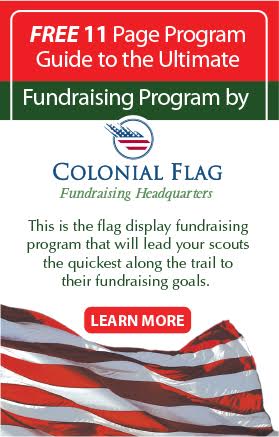 FREE 11 Page Program
Guide to the Ultimate
Fundraising Program by
COLONIAL FLAG
Fundraising Headquarters
This is the flag display fundraising
program that will lead your scouts
the quickest along the trail to
their fundraising goals.
LEARN MORE